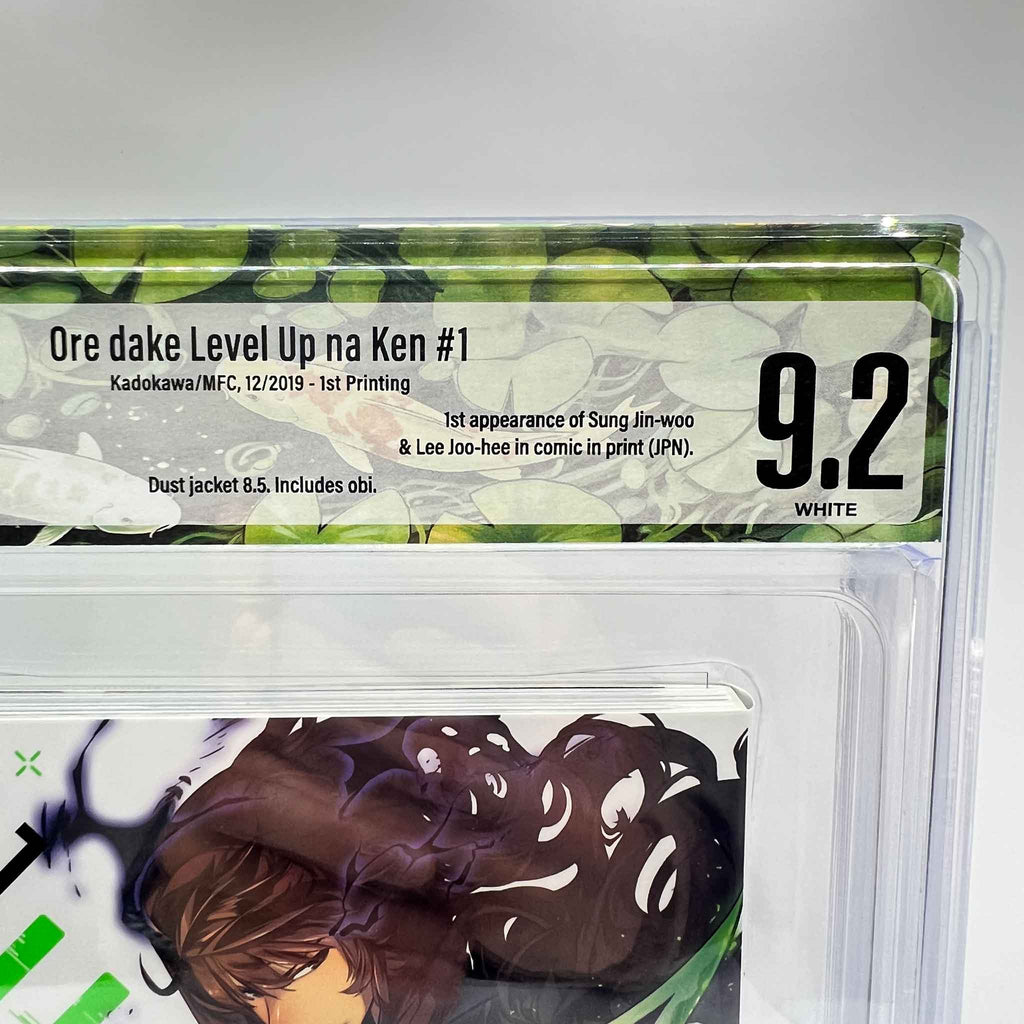 Ore dake Level Up na Ken #1
Kadokawa/MFC, 12/2019 - 1st Printing
1st appearance of Sung Jin-woo
& Lee Joo-hee in comic in print (JPN).
Dust jacket 8.5. Includes obi.
9.2
WHITE